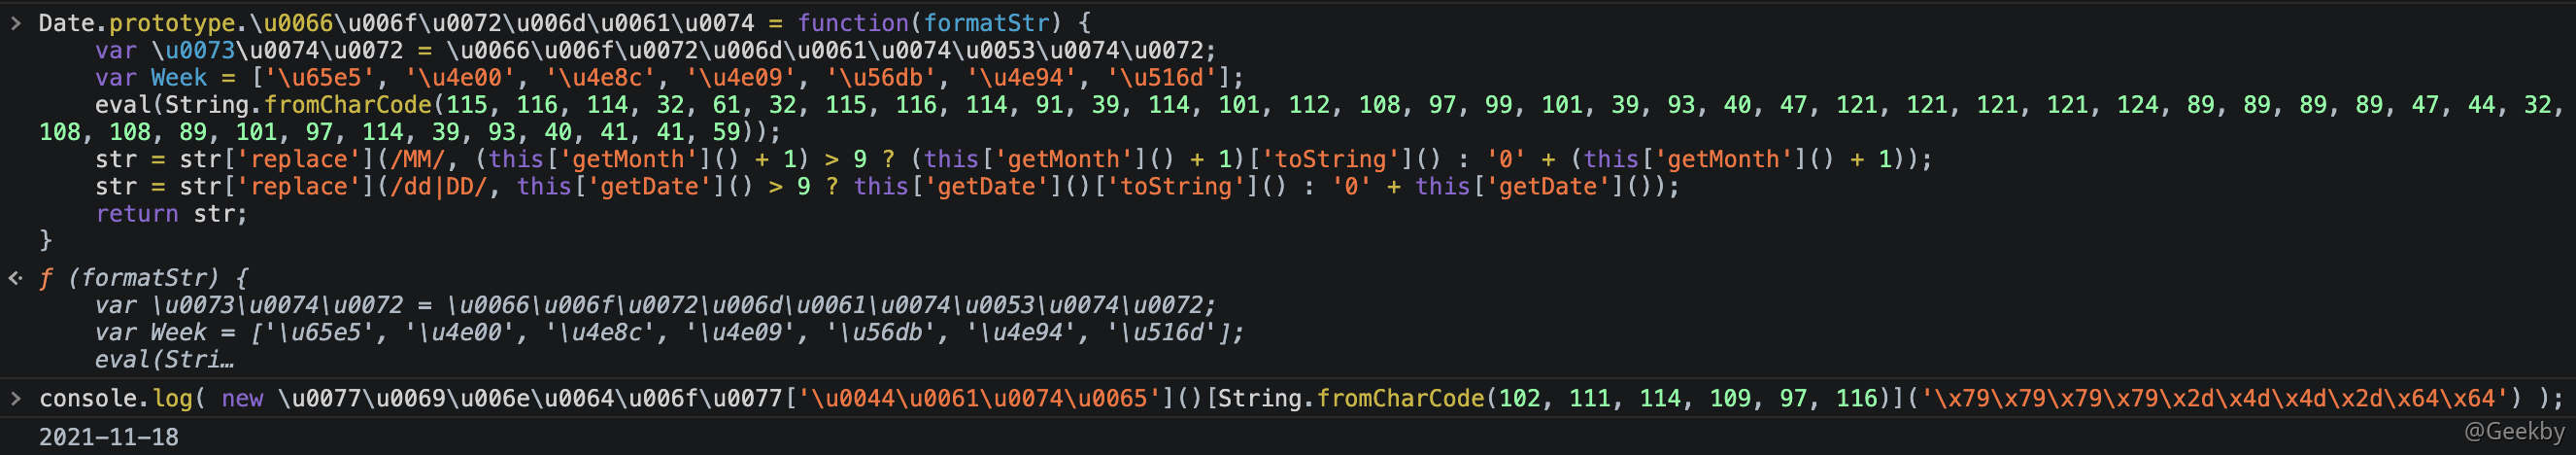 > Date.prototype.\u0066\u006f\u0072\u006d\u0061\u0074 = function(formatStr) {
var \u0073\u0074\u0072 = \u0066\u006f\u0072\u006d\u0061\u0074\u0053\u0074\u0072;
var Week = ['\u65e5', '\u4e00', '\u4e8c', '\u4e09', '\u56db', '\u4e94', '\u516d'];
eval(String.fromCharCode(115, 116, 114, 32, 61, 32, 115, 116, 114, 91, 39, 114, 101, 112, 108, 97, 99, 101, 39, 93, 40, 47, 121, 121, 121, 121, 124, 89, 89, 89, 89, 47, 44, 32,
108, 108, 89, 101, 97, 114, 39, 93, 40, 41, 41, 59));
str = str['replace'](/MM/, (this['getMonth']() + 1) > 9 ? (this['getMonth']() + 1)['toString']() : '0' + (this['getMonth']() + 1));
str = str['replace'](/dd|DD/, this['getDate']() > 9 ? this['getDate']()['toString']() : '0' + this['getDate']());
return str;
}
ƒ (formatStr) {
var \u0073\u0074\u0072 = \u0066\u006f\u0072\u006d\u0061\u0074\u0053\u0074\u0072;
var Week = ['\u65e5', '\u4e00', '\u4e8c', '\u4e09', '\u56db', '\u4e94', '\u516d'];
eval(Stri…
> console.log( new \u0077\u0069\u006e\u0064\u006f\u0077['\u0044\u0061\u0074\u0065']()[String.fromCharCode(102, 111, 114, 109, 97, 116)]('\x79\x79\x79\x79\x2d\x4d\x4d\x2d\x64\x64') );
2021-11-18
@Geekby